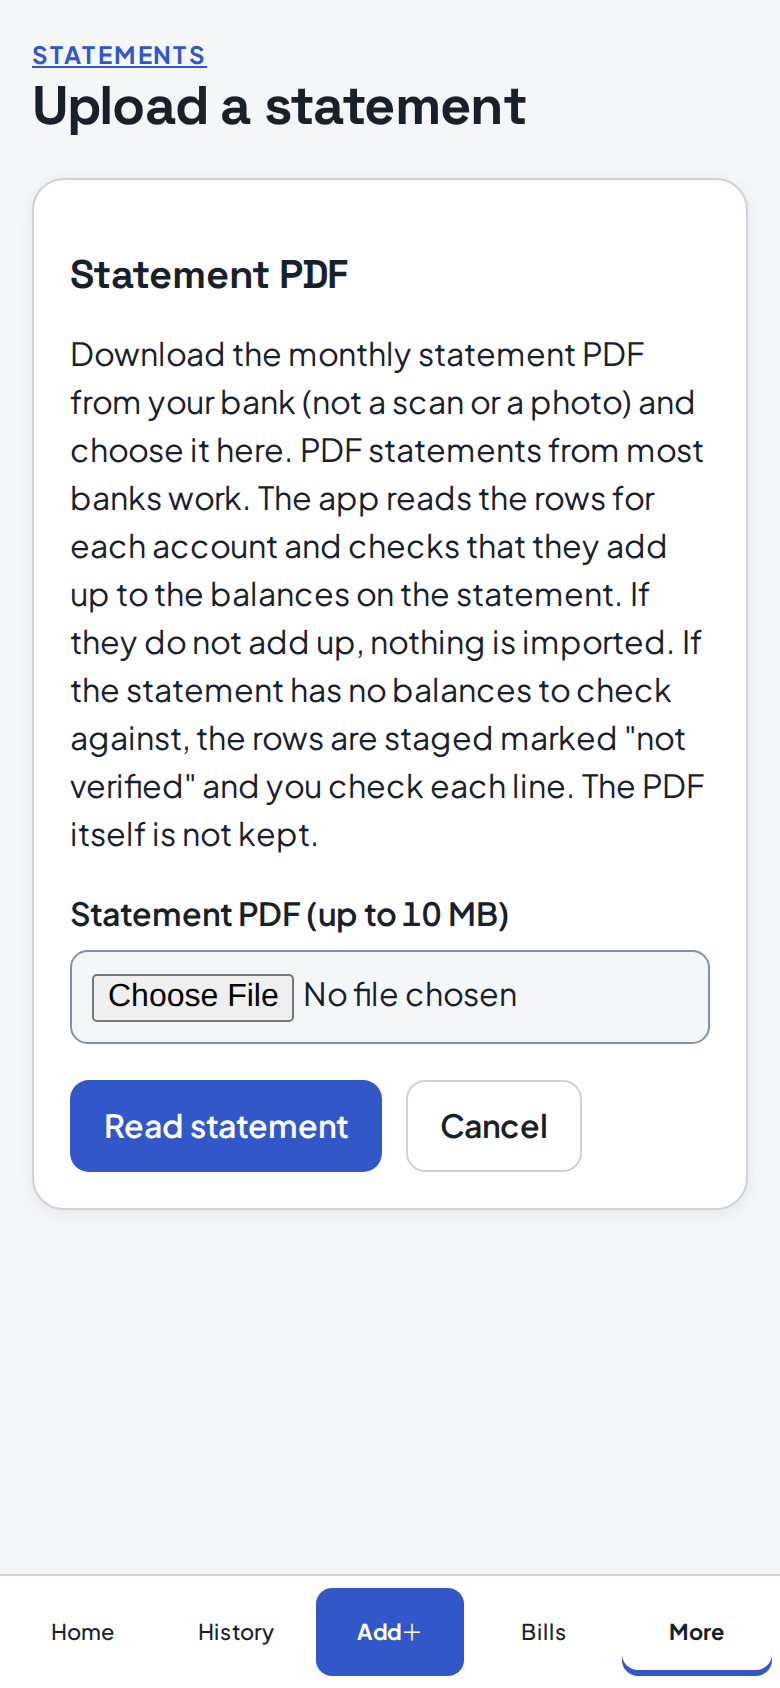 STATEMENTS
Upload a statement
Statement PDF
Download the monthly statement PDF
from your bank (not a scan or a photo) and
choose it here. PDF statements from most
banks work. The app reads the rows for
each account and checks that they add
up to the balances on the statement. If
they do not add up, nothing is imported. If
the statement has no balances to check
against, the rows are staged marked "not
verified" and you check each line. The PDF
itself is not kept.
Statement PDF (up to 10 MB)
Choose File No file chosen
Read statement Cancel
Home History Add+ Bills More